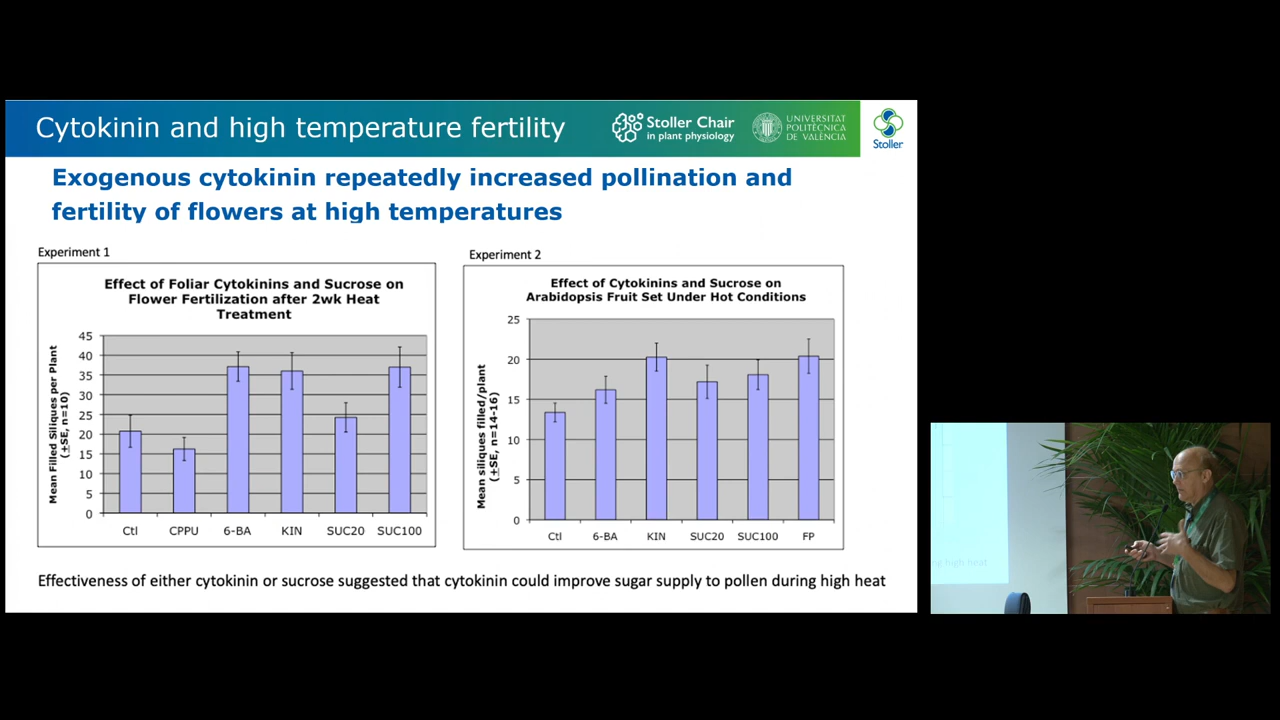 Cytokinin and high temperature fertility
Stoller Chair
in plant physiology
UNIVERSITAT
POLITÈCNICA
DE VALÈNCIA
Stoller
Exogenous cytokinin repeatedly increased pollination and
fertility of flowers at high temperatures
Experiment 1
Effect of Foliar Cytokinins and Sucrose on
Flower Fertilization after 2wk Heat
Treatment
Mean Filled Siliques per Plant
(±SE, n=10)
45
40
35
30
25
20
15
10
5
0
Ctl CPPU 6-BA KIN SUC20 SUC100
Experiment 2
Effect of Cytokinins and Sucrose on
Arabidopsis Fruit Set Under Hot Conditions
Mean siliques filled/plant
(±SE, n=14-16)
25
20
15
10
5
0
Ctl 6-BA KIN SUC20 SUC100 FP
Effectiveness of either cytokinin or sucrose suggested that cytokinin could improve sugar supply to pollen during high heat
high heat